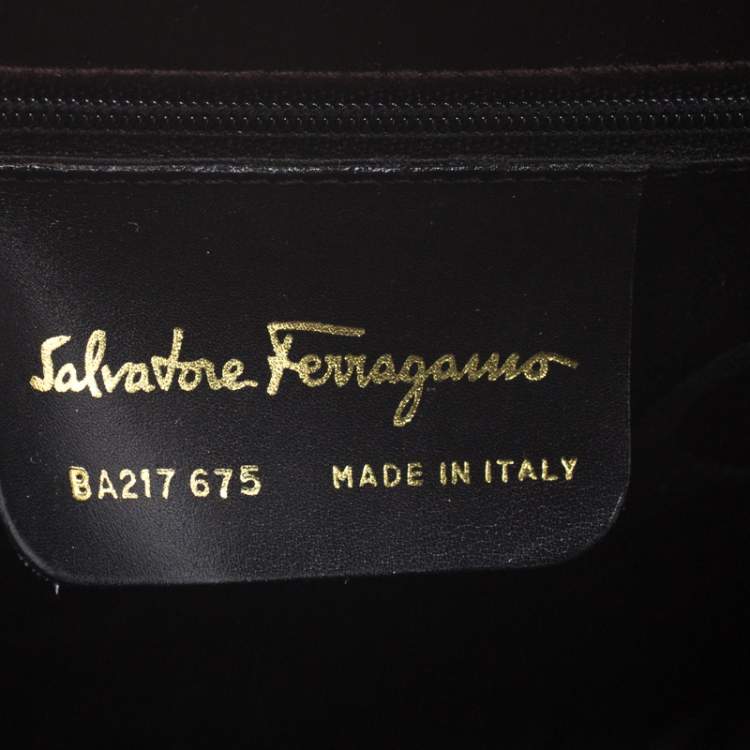 Salvatore Ferragamo
BA217 675 MADE IN ITALY